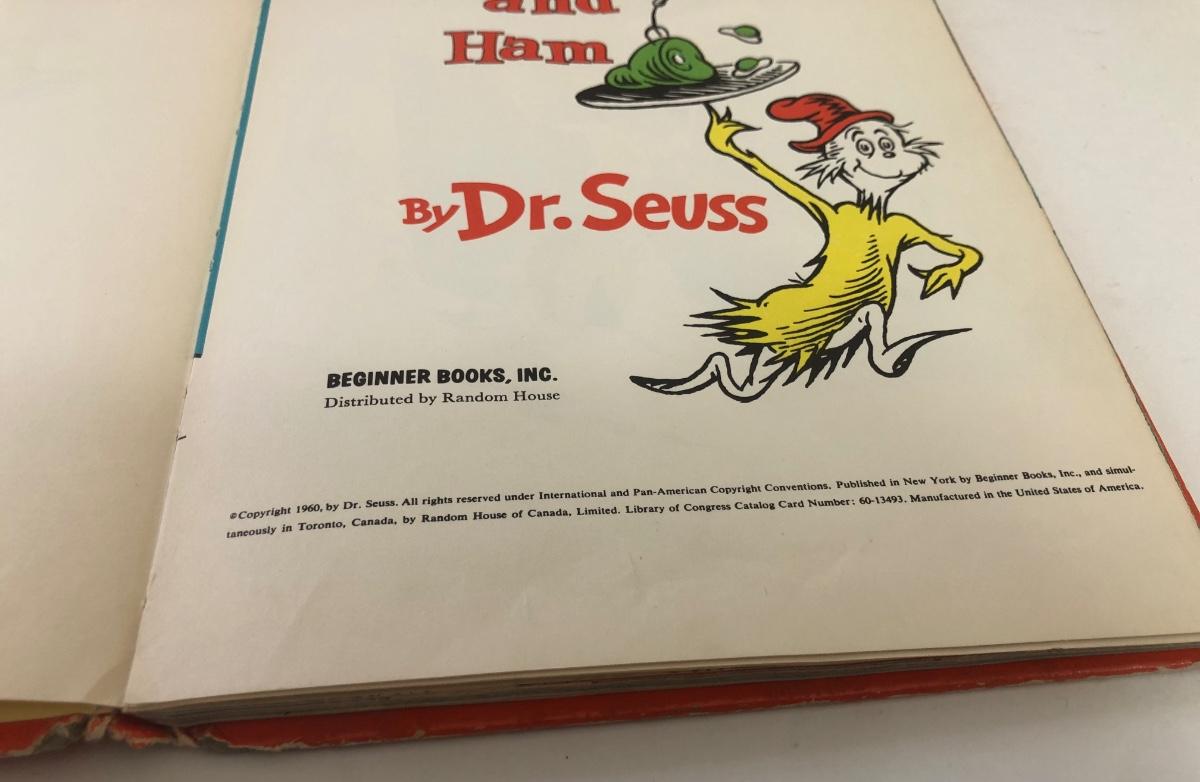 and
Ham
By Dr. Seuss
BEGINNER BOOKS, INC.
Distributed by Random House
©Copyright 1960, by Dr. Seuss. All rights reserved under International and Pan-American Copyright Conventions. Published in New York by Beginner Books, Inc., and simul-
taneously in Toronto, Canada, by Random House of Canada, Limited. Library of Congress Catalog Card Number: 60-13493. Manufactured in the United States of America.